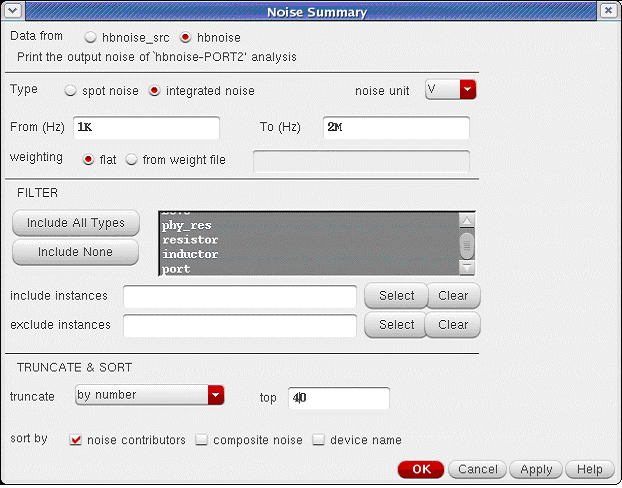 Noise Summary
Data from hbnoise_src hbnoise
Print the output noise of `hbnoise-PORT2' analysis
Type spot noise integrated noise noise unit V
From (Hz) 1K To (Hz) 2M
weighting flat from weight file
FILTER
Include All Types
Include None
phy_res
resistor
inductor
port
include instances Select Clear
exclude instances Select Clear
TRUNCATE & SORT
truncate by number top 40
sort by noise contributors composite noise device name
OK Cancel Apply Help